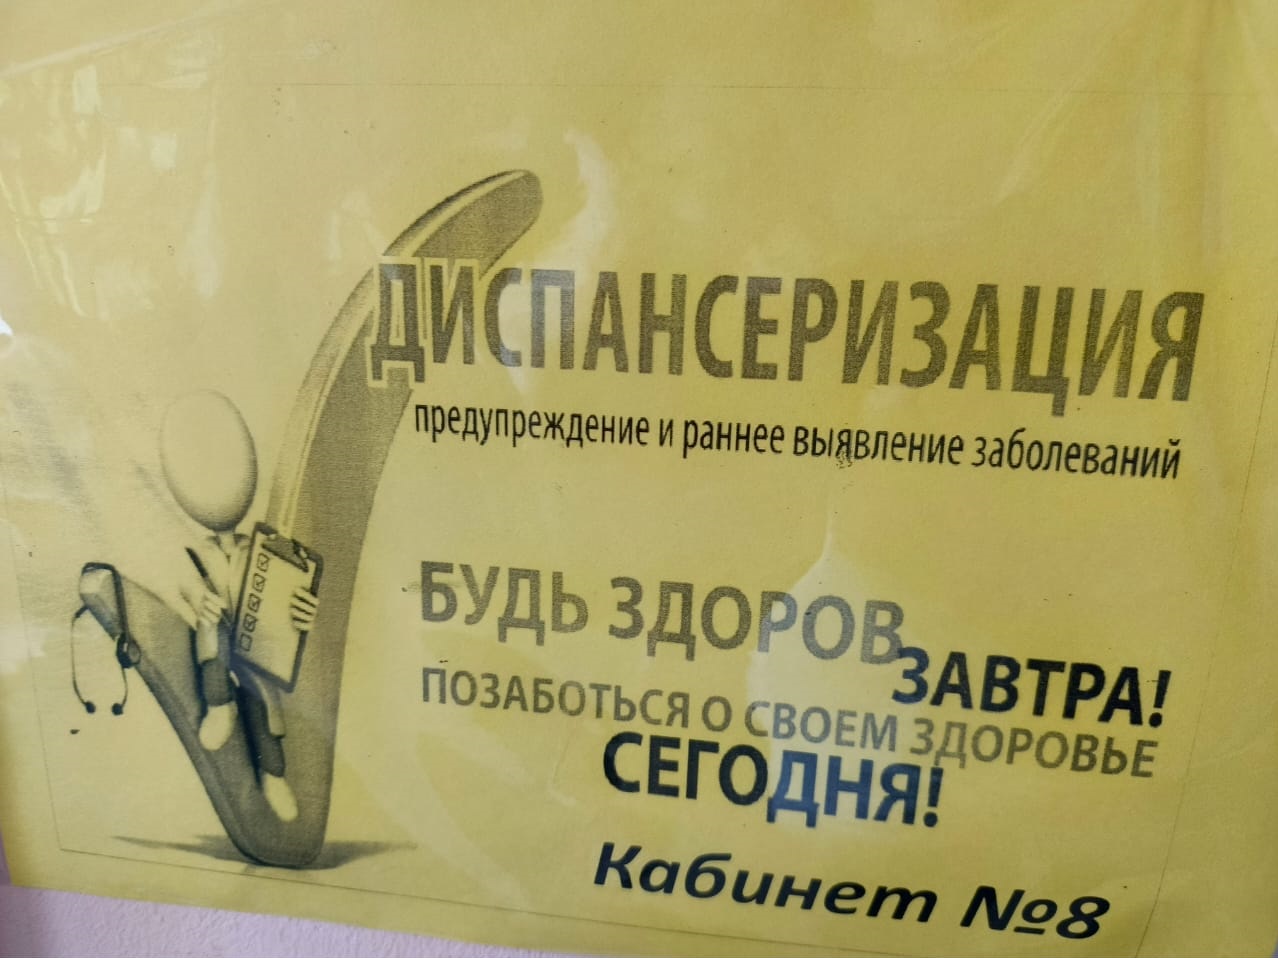 ДИСПАНСЕРИЗАЦИЯ
предупреждение и раннее выявление заболеваний
БУДЬ ЗДОРОВ
ЗАВТРА!
ПОЗАБОТЬСЯ О СВОЕМ ЗДОРОВЬЕ
СЕГОДНЯ!
Кабинет №8